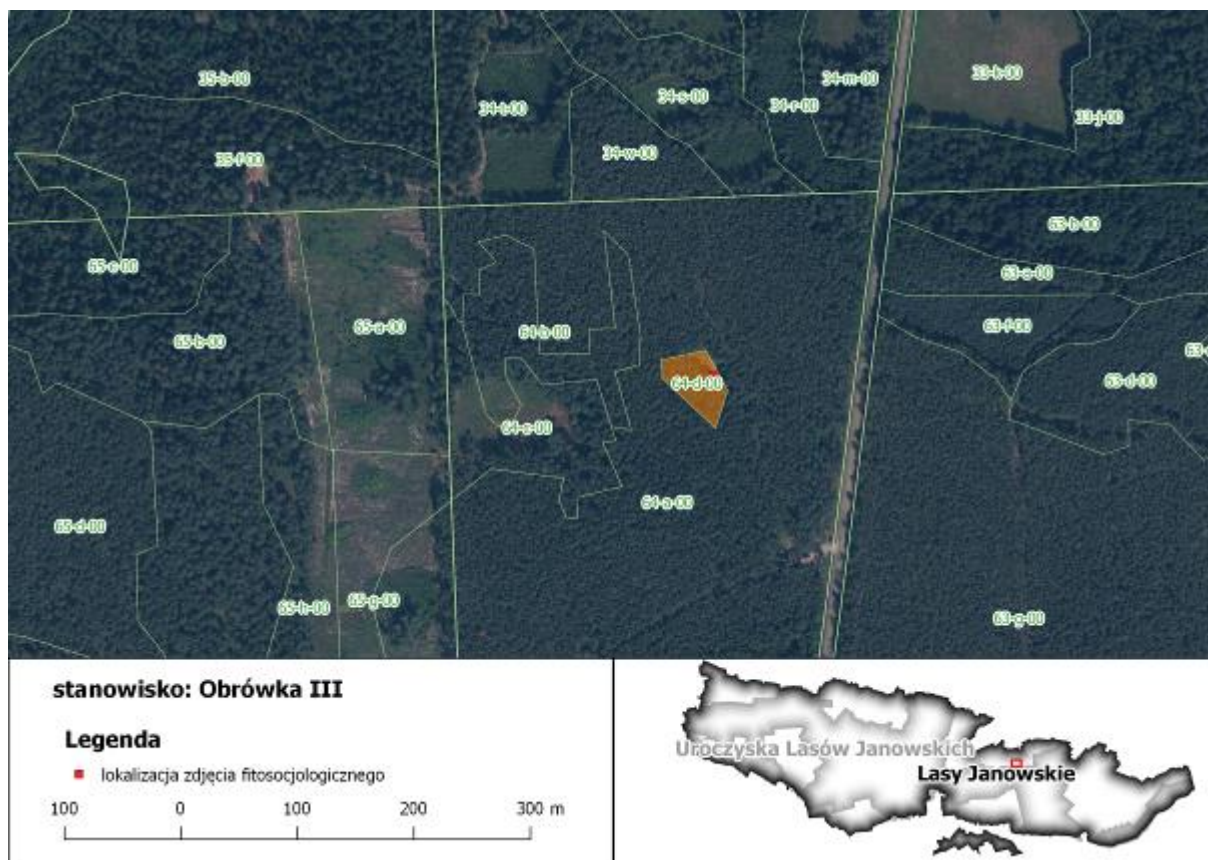 35-b-00
34-t-00
34-s-00
34-r-00
34-m-00
33-k-00
33-j-00
35-f-00
34-w-00
65-c-00
63-b-00
63-a-00
65-b-00
65-a-00
64-b-00
63-f-00
64-d-00
63-d-00
64-c-00
64-a-00
65-d-00
65-h-00
65-g-00
63-g-00
stanowisko: Obrówka III
Legenda
lokalizacja zdjęcia fitosocjologicznego
100 0 100 200 300 m
Uroczyska Lasów Janowskich
Lasy Janowskie